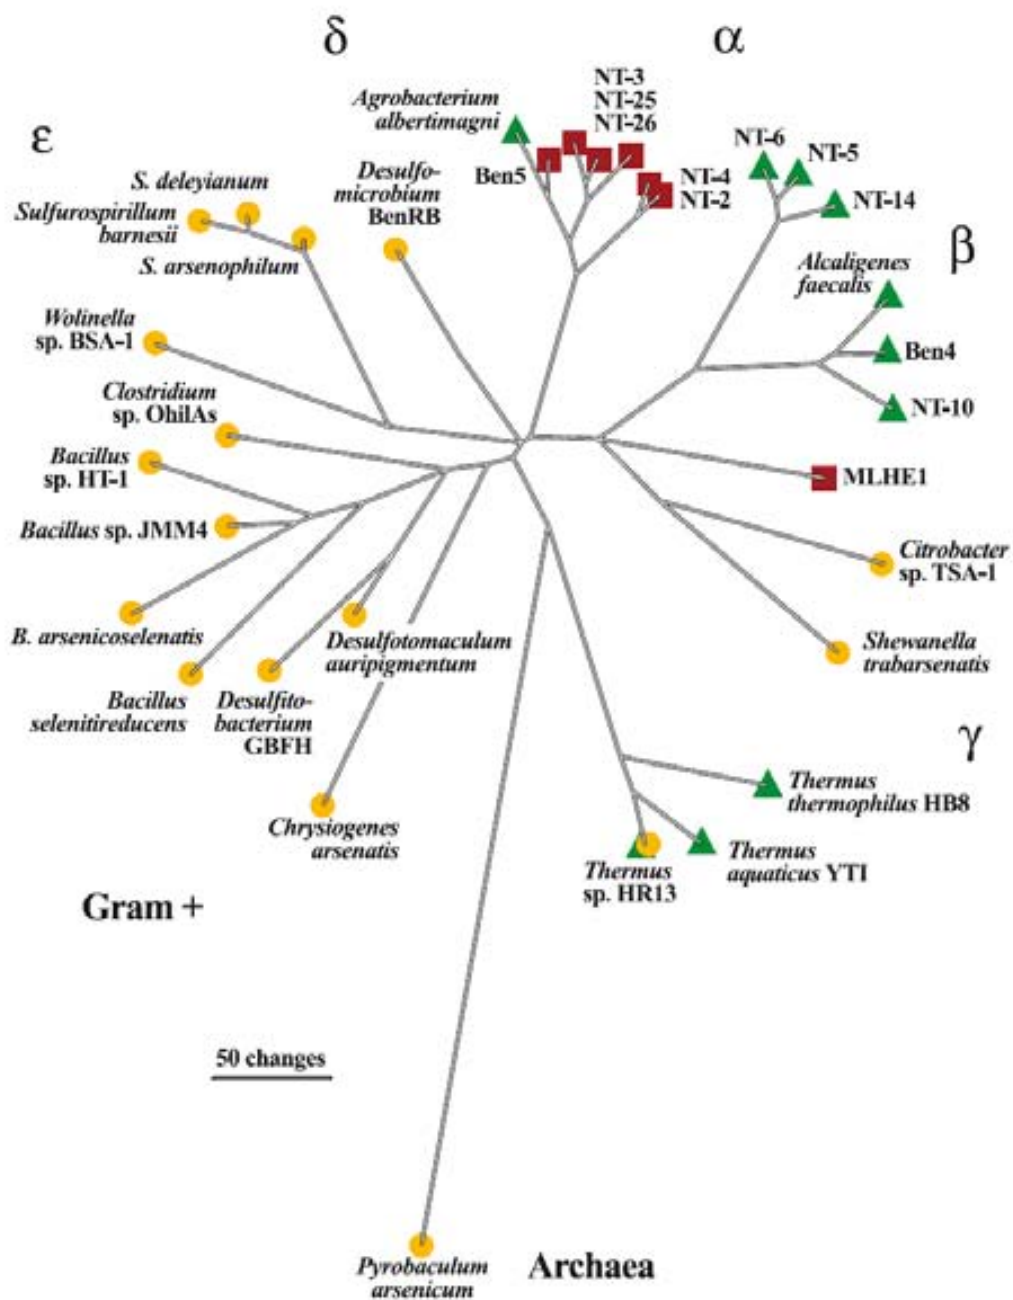 δ
α
ε
β
γ
Agrobacterium
albertimagni
NT-3
NT-25
NT-26
Ben5
NT-4
NT-2
NT-6
NT-5
NT-14
Desulfo-
microbium
BenRB
S. deleyianum
Sulfurospirillum
barnesii
S. arsenophilum
Alcaligenes
faecalis
Ben4
NT-10
Wolinella
sp. BSA-1
Clostridium
sp. OhilAs
Bacillus
sp. HT-1
MLHE1
Bacillus sp. JMM4
Citrobacter
sp. TSA-1
B. arsenicoselenatis
Desulfotomaculum
auripigmentum
Shewanella
trabarsenatis
Bacillus
selenitireducens
Desulfito-
bacterium
GBFH
Chrysiogenes
arsenatis
Thermus
thermophilus HB8
Thermus
aquaticus YTI
Thermus
sp. HR13
Gram +
50 changes
Pyrobaculum
arsenicum
Archaea